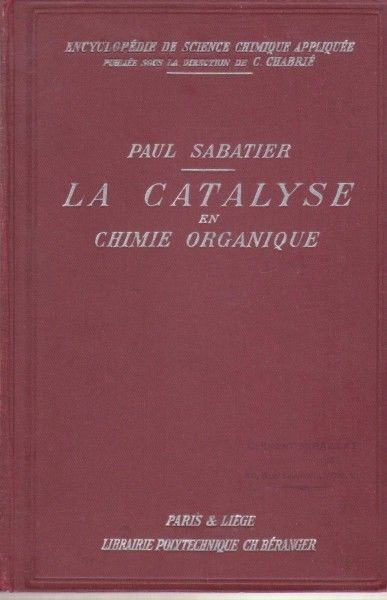 ENCYCLOPÉDIE DE SCIENCE CHIMIQUE APPLIQUÉE
PUBLIÉE SOUS LA DIRECTION DE C. CHABRIÉ
PAUL SABATIER
LA CATALYSE
EN
CHIMIE ORGANIQUE
PARIS & LIÈGE
LIBRAIRIE POLYTECHNIQUE CH. BÉRANGER